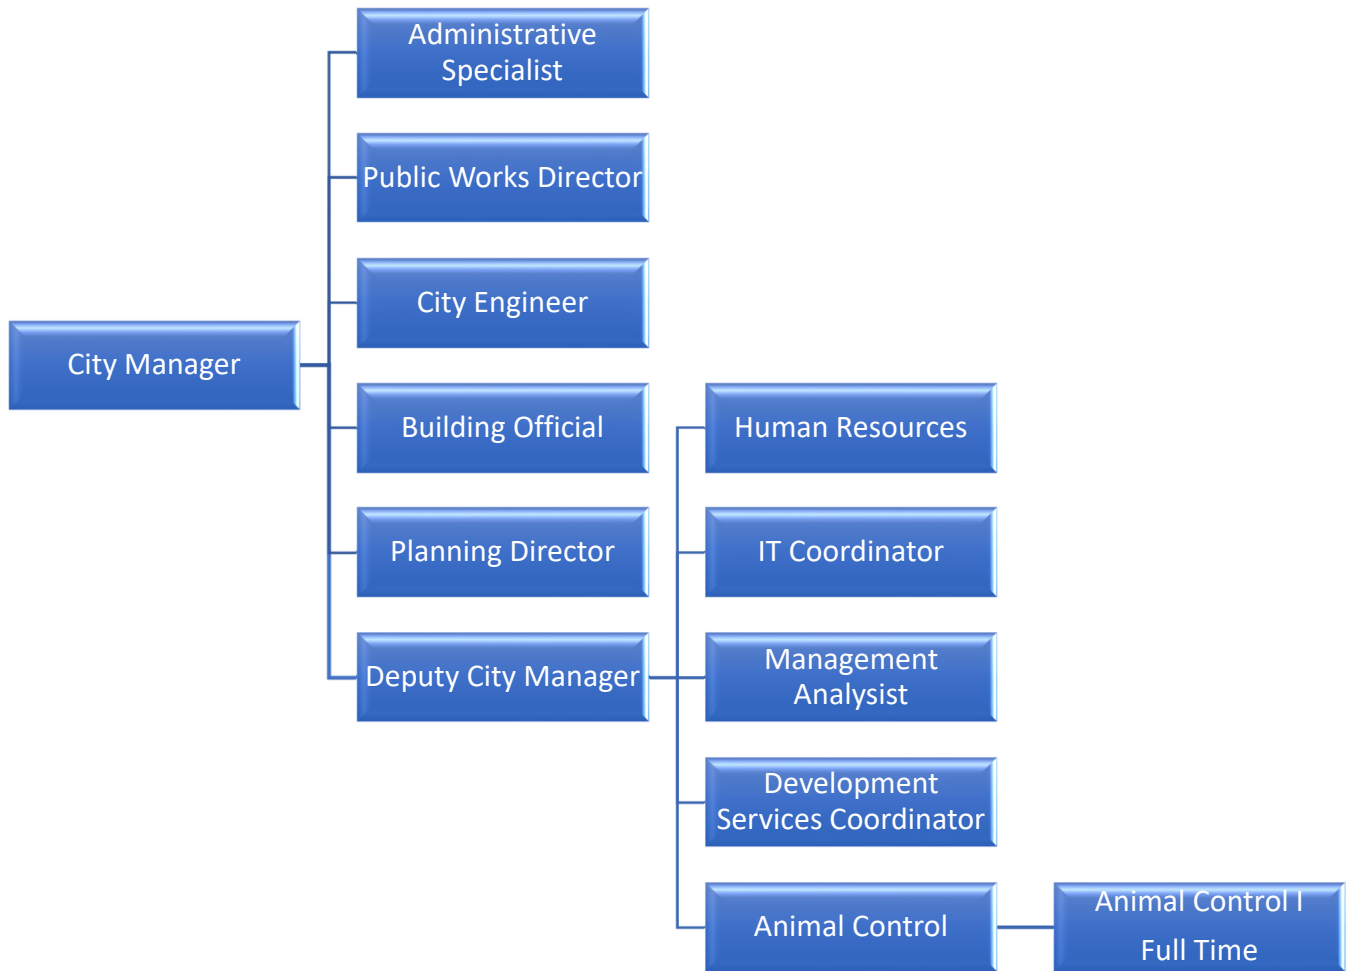 Administrative
Specialist
Public Works Director
City Engineer
City Manager
Building Official
Human Resources
Planning Director
IT Coordinator
Deputy City Manager
Management
Analysist
Development
Services Coordinator
Animal Control
Animal Control I
Full Time